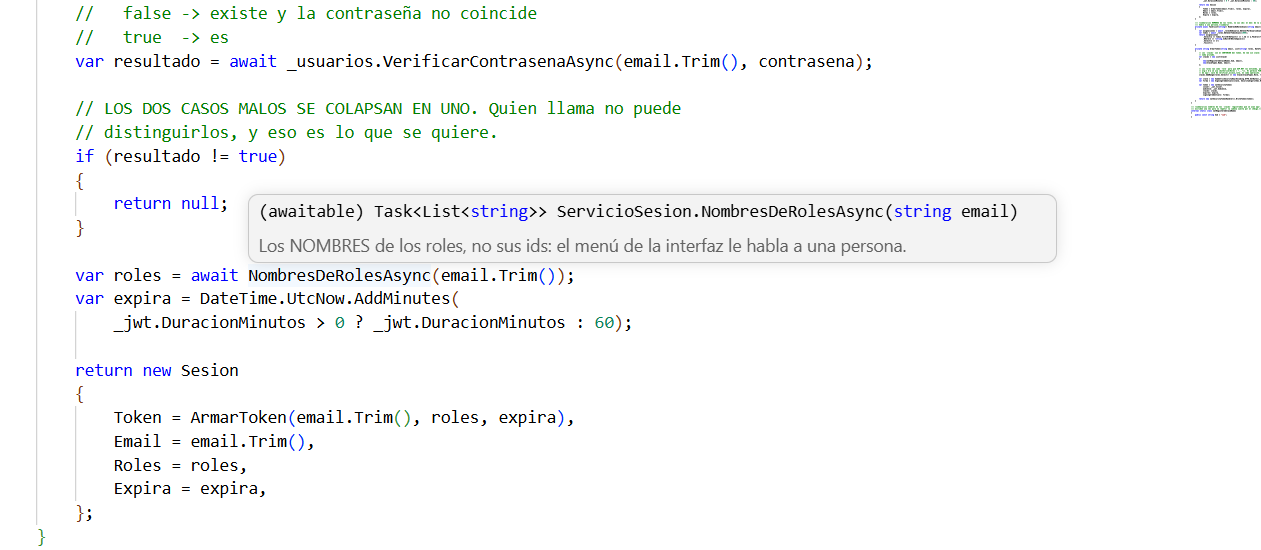 //   false -> existe y la contraseña no coincide
//   true  -> es
var resultado = await _usuarios.VerificarContrasenaAsync(email.Trim(), contrasena);
// LOS DOS CASOS MALOS SE COLAPSAN EN UNO. Quien llama no puede
// distinguirlos, y eso es lo que se quiere.
if (resultado != true)
{
    return null;
(awaitable) Task<List<string>> ServicioSesion.NombresDeRolesAsync(string email)
Los NOMBRES de los roles, no sus ids: el menú de la interfaz le habla a una persona.
}
var roles = await NombresDeRolesAsync(email.Trim());
var expira = DateTime.UtcNow.AddMinutes(
    _jwt.DuracionMinutos > 0 ? _jwt.DuracionMinutos : 60);
return new Sesion
{
    Token = ArmarToken(email.Trim(), roles, expira),
    Email = email.Trim(),
    Roles = roles,
    Expira = expira,
};
}